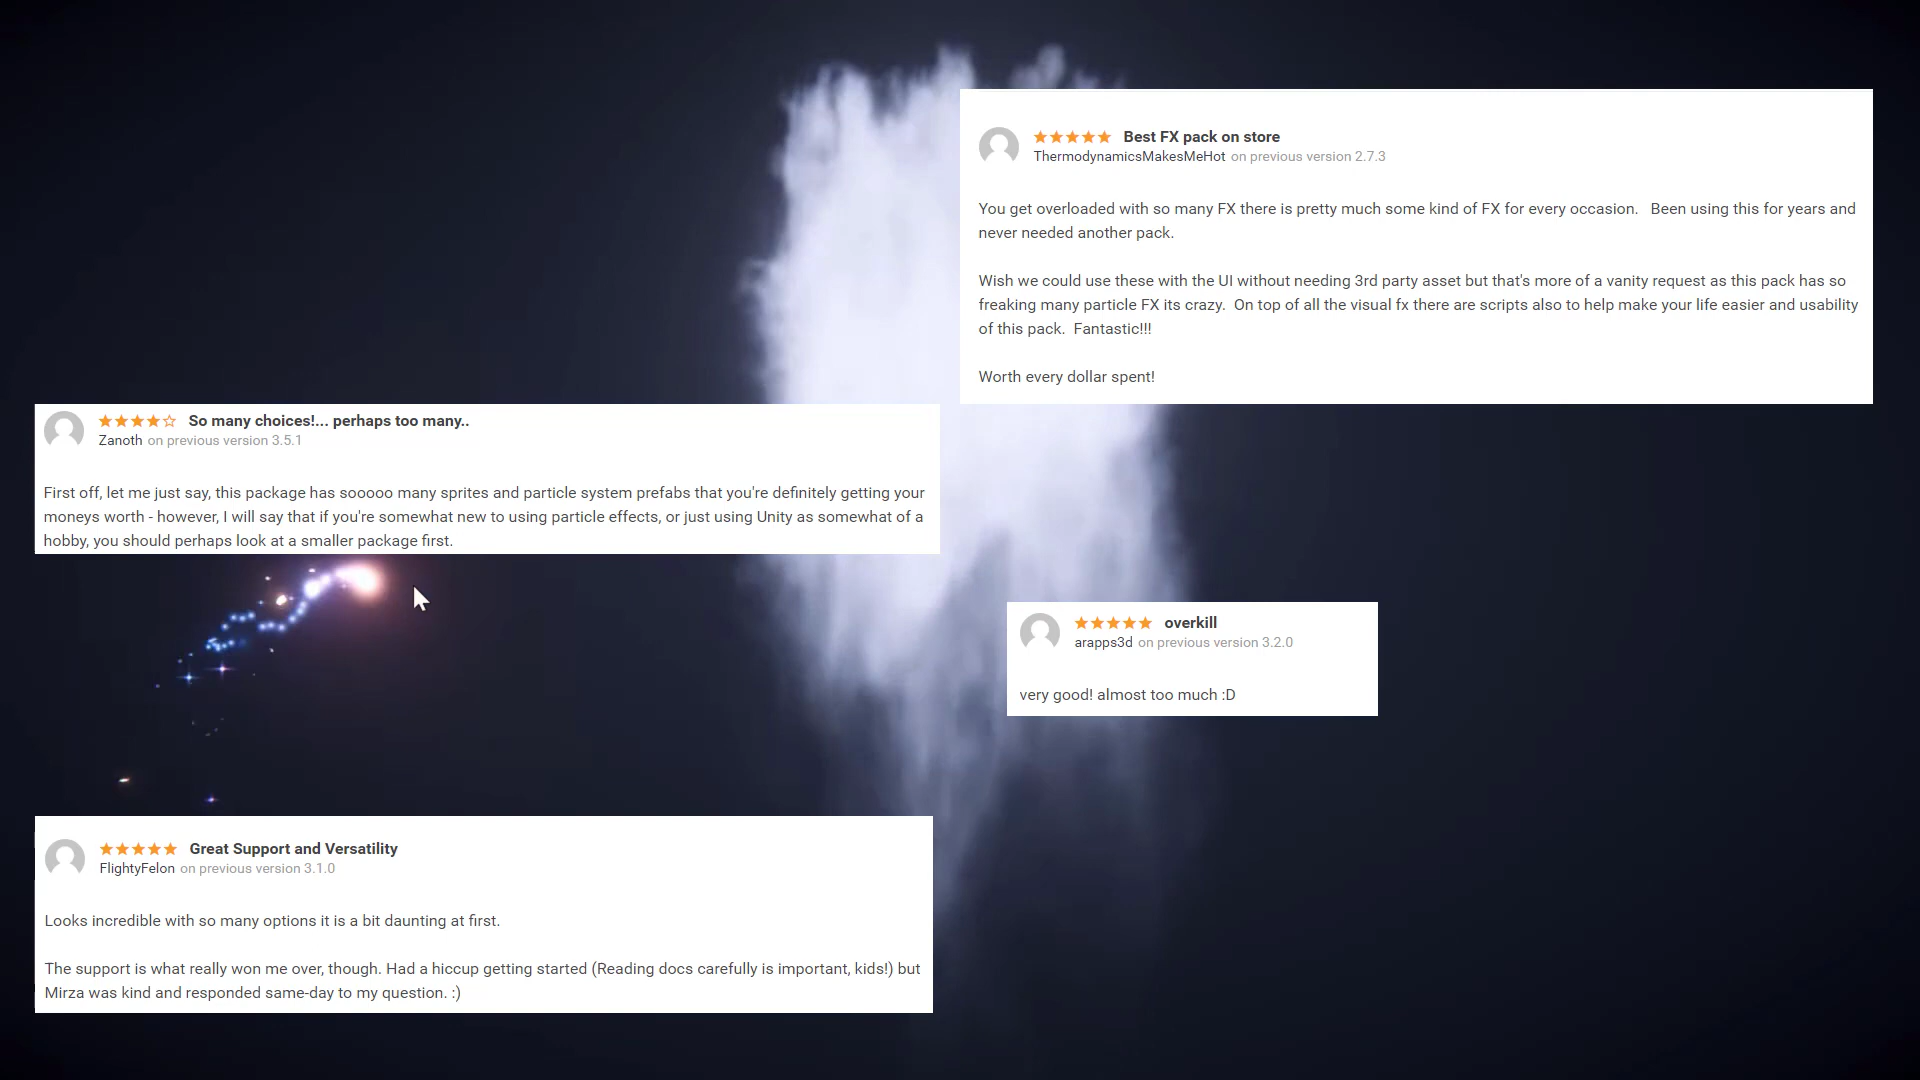 Best FX pack on store
ThermodynamicsMakesMeHot on previous version 2.7.3
You get overloaded with so many FX there is pretty much some kind of FX for every occasion.   Been using this for years and
never needed another pack.
Wish we could use these with the UI without needing 3rd party asset but that's more of a vanity request as this pack has so
freaking many particle FX its crazy.  On top of all the visual fx there are scripts also to help make your life easier and usability
of this pack.  Fantastic!!!
Worth every dollar spent!
So many choices!... perhaps too many..
Zanoth on previous version 3.5.1
First off, let me just say, this package has sooooo many sprites and particle system prefabs that you're definitely getting your
moneys worth - however, I will say that if you're somewhat new to using particle effects, or just using Unity as somewhat of a
hobby, you should perhaps look at a smaller package first.
overkill
arapps3d on previous version 3.2.0
very good! almost too much :D
Great Support and Versatility
FlightyFelon on previous version 3.1.0
Looks incredible with so many options it is a bit daunting at first.
The support is what really won me over, though. Had a hiccup getting started (Reading docs carefully is important, kids!) but
Mirza was kind and responded same-day to my question. :)